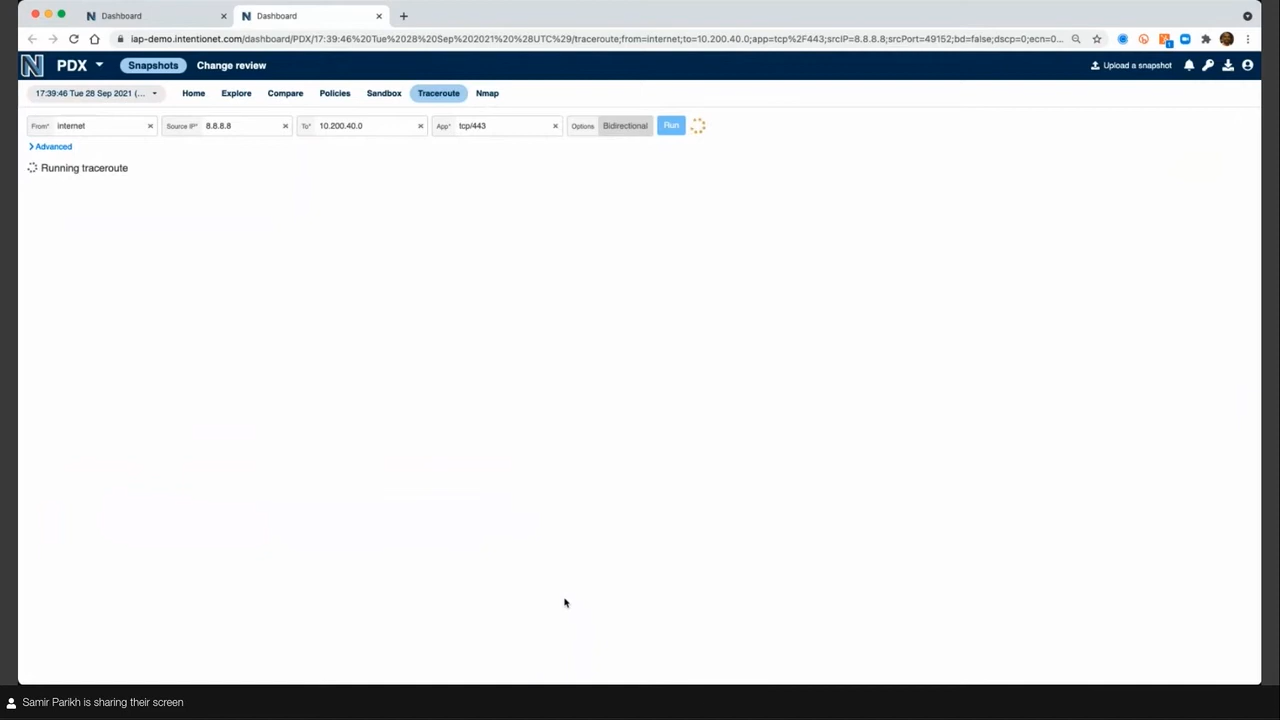 Dashboard
Dashboard
iap-demo.intentionet.com/dashboard/PDX/17:39:46%20Tue%2028%20Sep%202021%20%28UTC%29/traceroute;from=internet;to=10.200.40.0;app=tcp%2F443;srcIP=8.8.8.8;srcPort=49152;bd=false;dscp=0;ecn=0...
N PDX Snapshots Change review Upload a snapshot
17:39:46 Tue 28 Sep 2021 (... Home Explore Compare Policies Sandbox Traceroute Nmap
From* internet Source IP* 8.8.8.8 To* 10.200.40.0 App* tcp/443 Options Bidirectional Run
Advanced
Running traceroute
Samir Parikh is sharing their screen